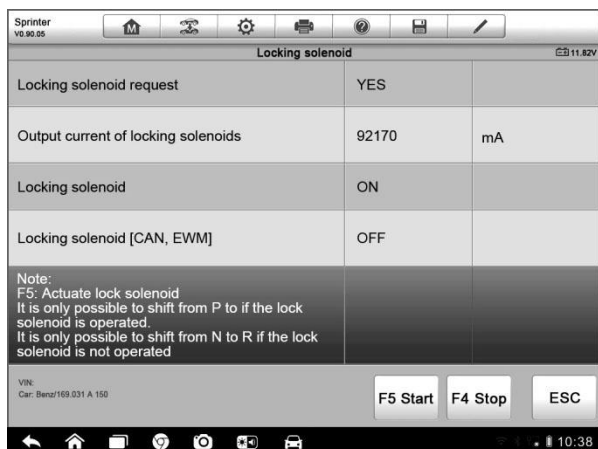 Sprinter
V0.90.05
Locking solenoid
11.82V
Locking solenoid request YES
Output current of locking solenoids 92170 mA
Locking solenoid ON
Locking solenoid [CAN, EWM] OFF
Note:
F5: Actuate lock solenoid
It is only possible to shift from P to if the lock
solenoid is operated.
It is only possible to shift from N to R if the lock
solenoid is not operated
VIN:
Car: Benz/169.031 A 150
F5 Start F4 Stop ESC
10:38